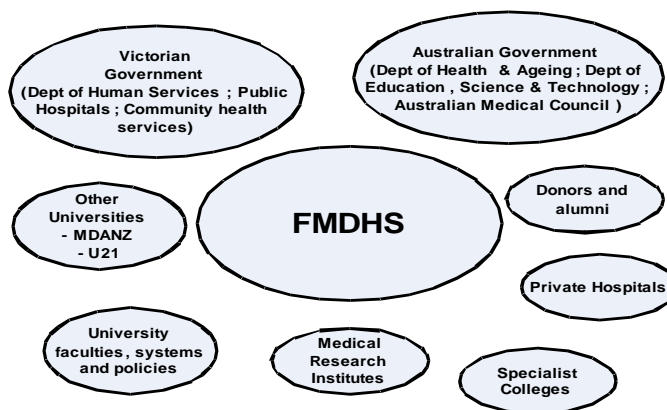 Victorian
Government
(Dept of Human Services ; Public
Hospitals ; Community health
services)
Australian Government
(Dept of Health & Ageing ; Dept of
Education , Science & Technology ;
Australian Medical Council )
Other
Universities
- MDANZ
- U21
FMDHS
Donors and
alumni
Private Hospitals
University
faculties, systems
and policies
Medical
Research
Institutes
Specialist
Colleges